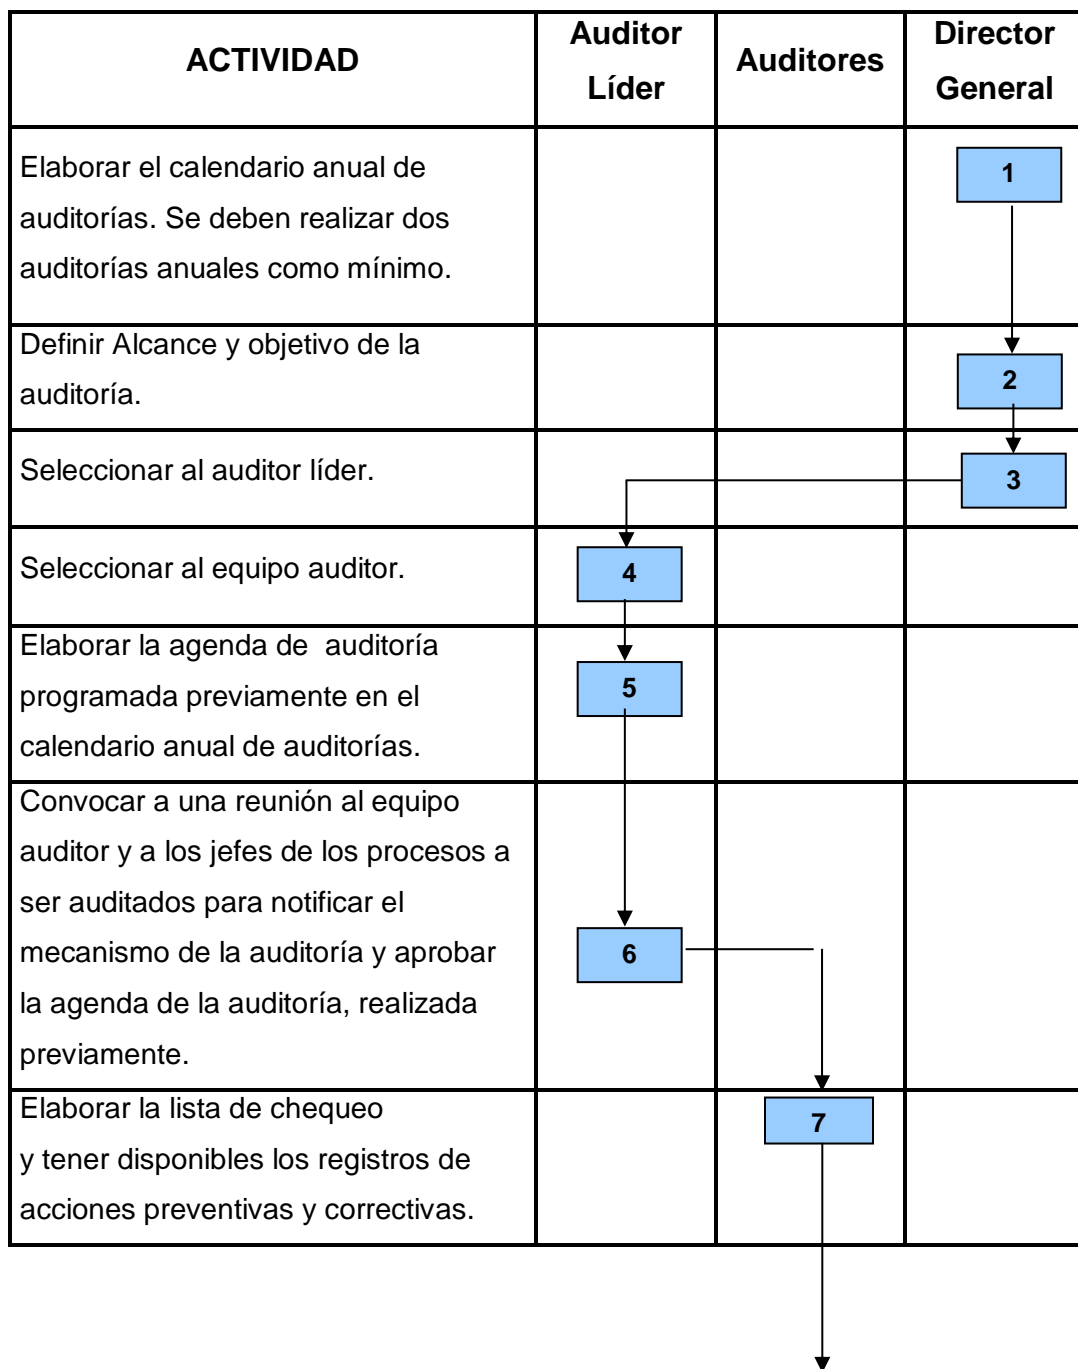 ACTIVIDAD
Auditor
Líder
Auditores
Director
General
Elaborar el calendario anual de
auditorías. Se deben realizar dos
auditorías anuales como mínimo.
1
Definir Alcance y objetivo de la
auditoría.
2
Seleccionar al auditor líder.
3
Seleccionar al equipo auditor.
4
Elaborar la agenda de auditoría
programada previamente en el
calendario anual de auditorías.
5
Convocar a una reunión al equipo
auditor y a los jefes de los procesos a
ser auditados para notificar el
mecanismo de la auditoría y aprobar
la agenda de la auditoría, realizada
previamente.
6
Elaborar la lista de chequeo
y tener disponibles los registros de
acciones preventivas y correctivas.
7